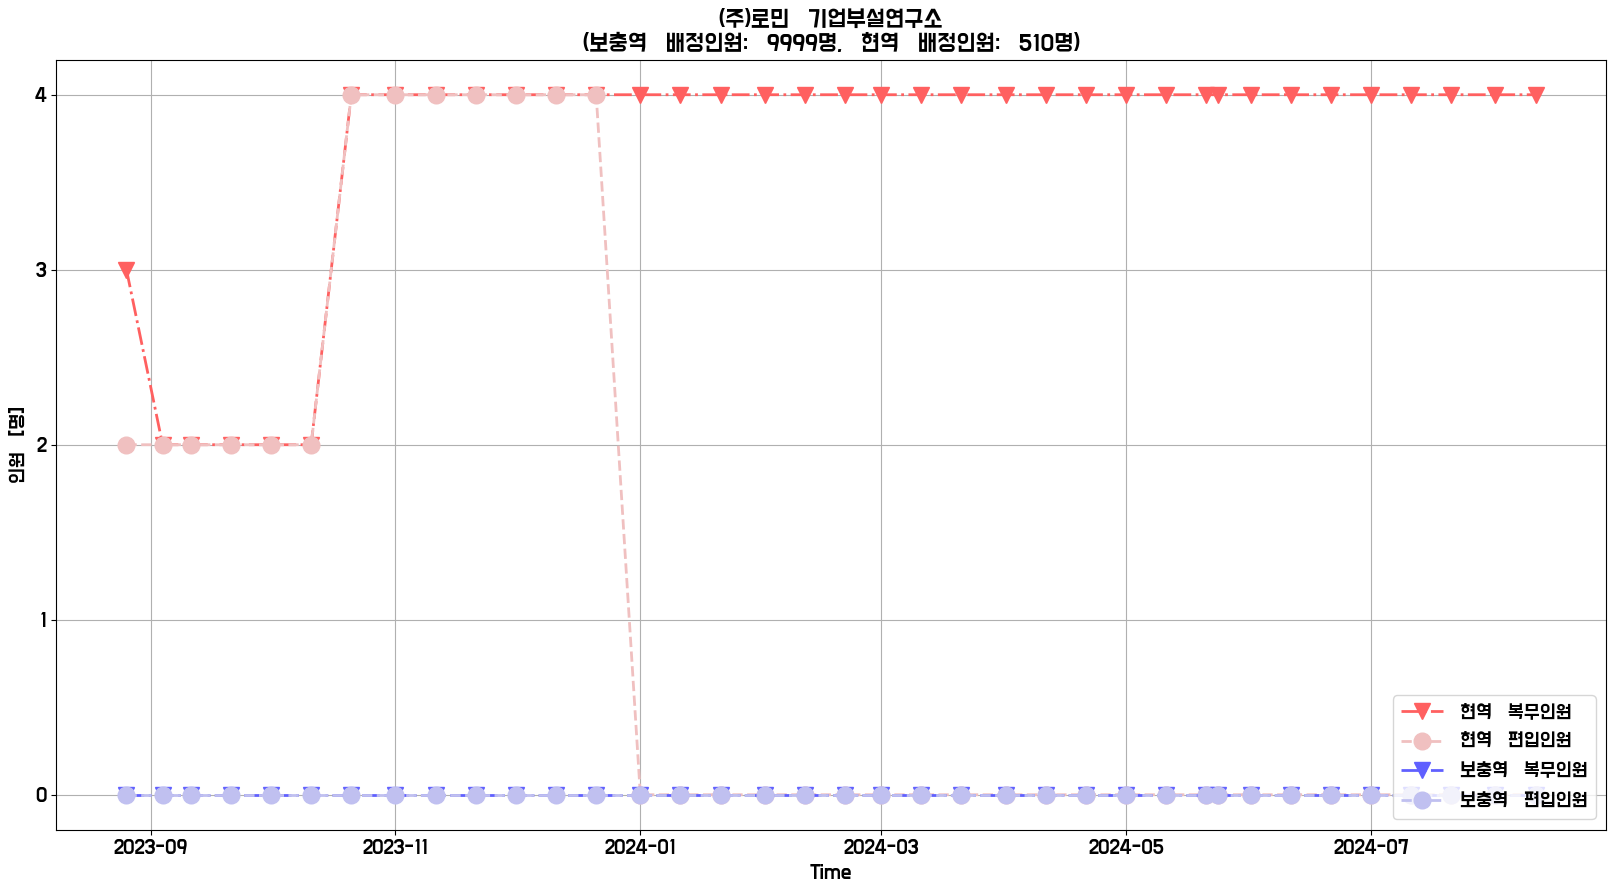 (주)로민 기업부설연구소
(보충역 배정인원: 9999명, 현역 배정인원: 510명)
인원 [명]
4
3
2
1
0
2023-09
2023-11
2024-01
2024-03
2024-05
2024-07
Time
현역 복무인원
현역 편입인원
보충역 복무인원
보충역 편입인원